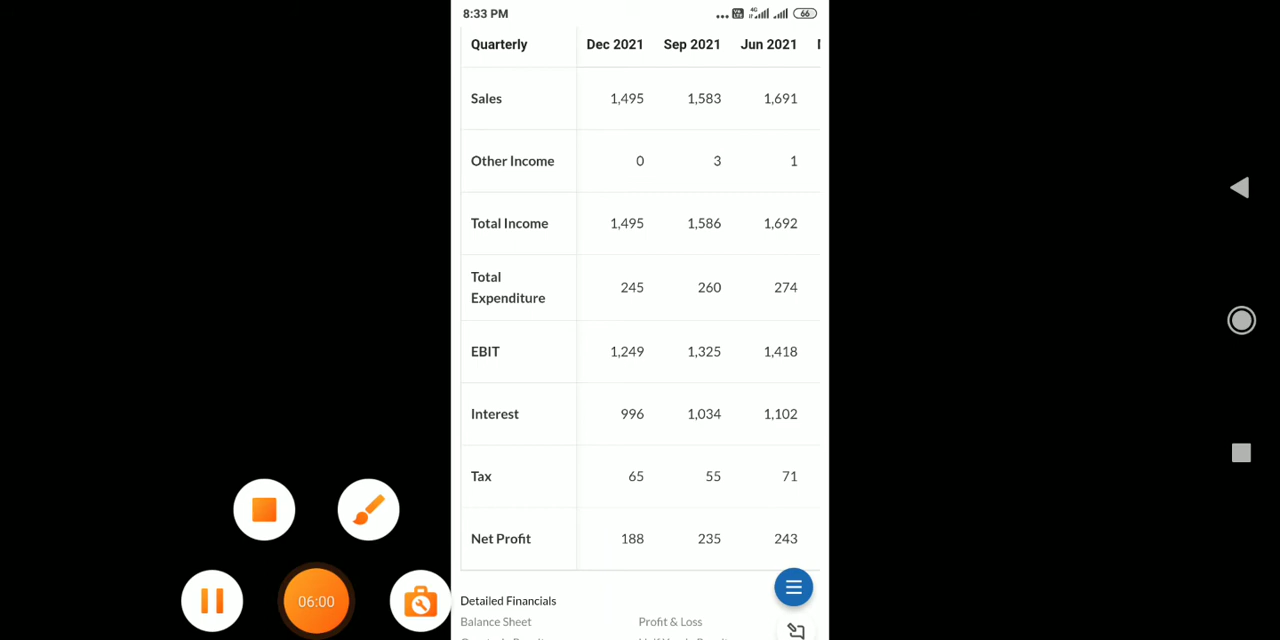 8:33 PM
4G
66
Quarterly Dec 2021 Sep 2021 Jun 2021
Sales 1,495 1,583 1,691
Other Income 0 3 1
Total Income 1,495 1,586 1,692
Total
Expenditure 245 260 274
EBIT 1,249 1,325 1,418
Interest 996 1,034 1,102
Tax 65 55 71
Net Profit 188 235 243
Detailed Financials
Balance Sheet Profit & Loss
06:00